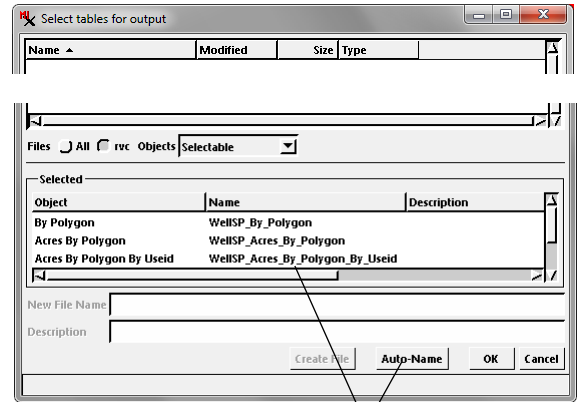 Select tables for output
Name Modified Size Type
Files All rvc Objects Selectable
Selected
Object Name Description
By Polygon WellSP_By_Polygon
Acres By Polygon WellSP_Acres_By_Polygon
Acres By Polygon By Useid WellSP_Acres_By_Polygon_By_Useid
New File Name
Description
Create File Auto-Name OK Cancel